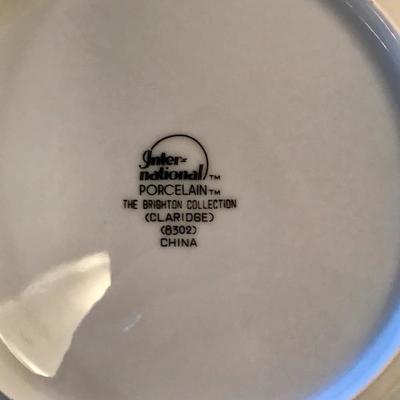 Inter-
national™
PORCELAIN™
THE BRIGHTON COLLECTION
(CLARIDGE)
(8302)
CHINA